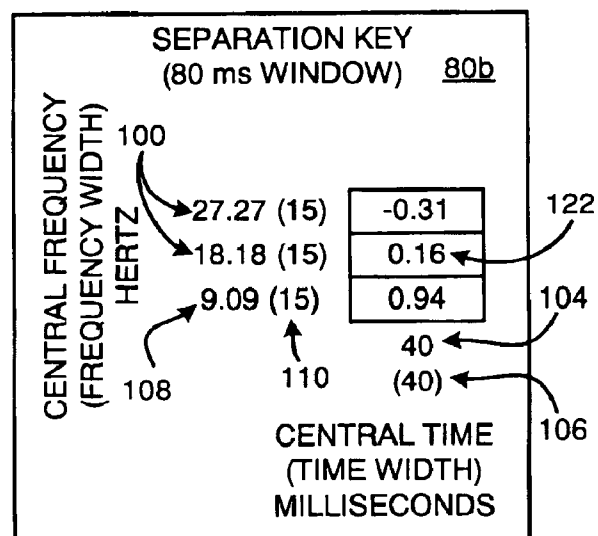 SEPARATION KEY
(80 ms WINDOW) 80b
CENTRAL FREQUENCY
(FREQUENCY WIDTH)
HERTZ
100
27.27 (15) -0.31
122
18.18 (15) 0.16
9.09 (15) 0.94
104
40
108
110
(40)
106
CENTRAL TIME
(TIME WIDTH)
MILLISECONDS